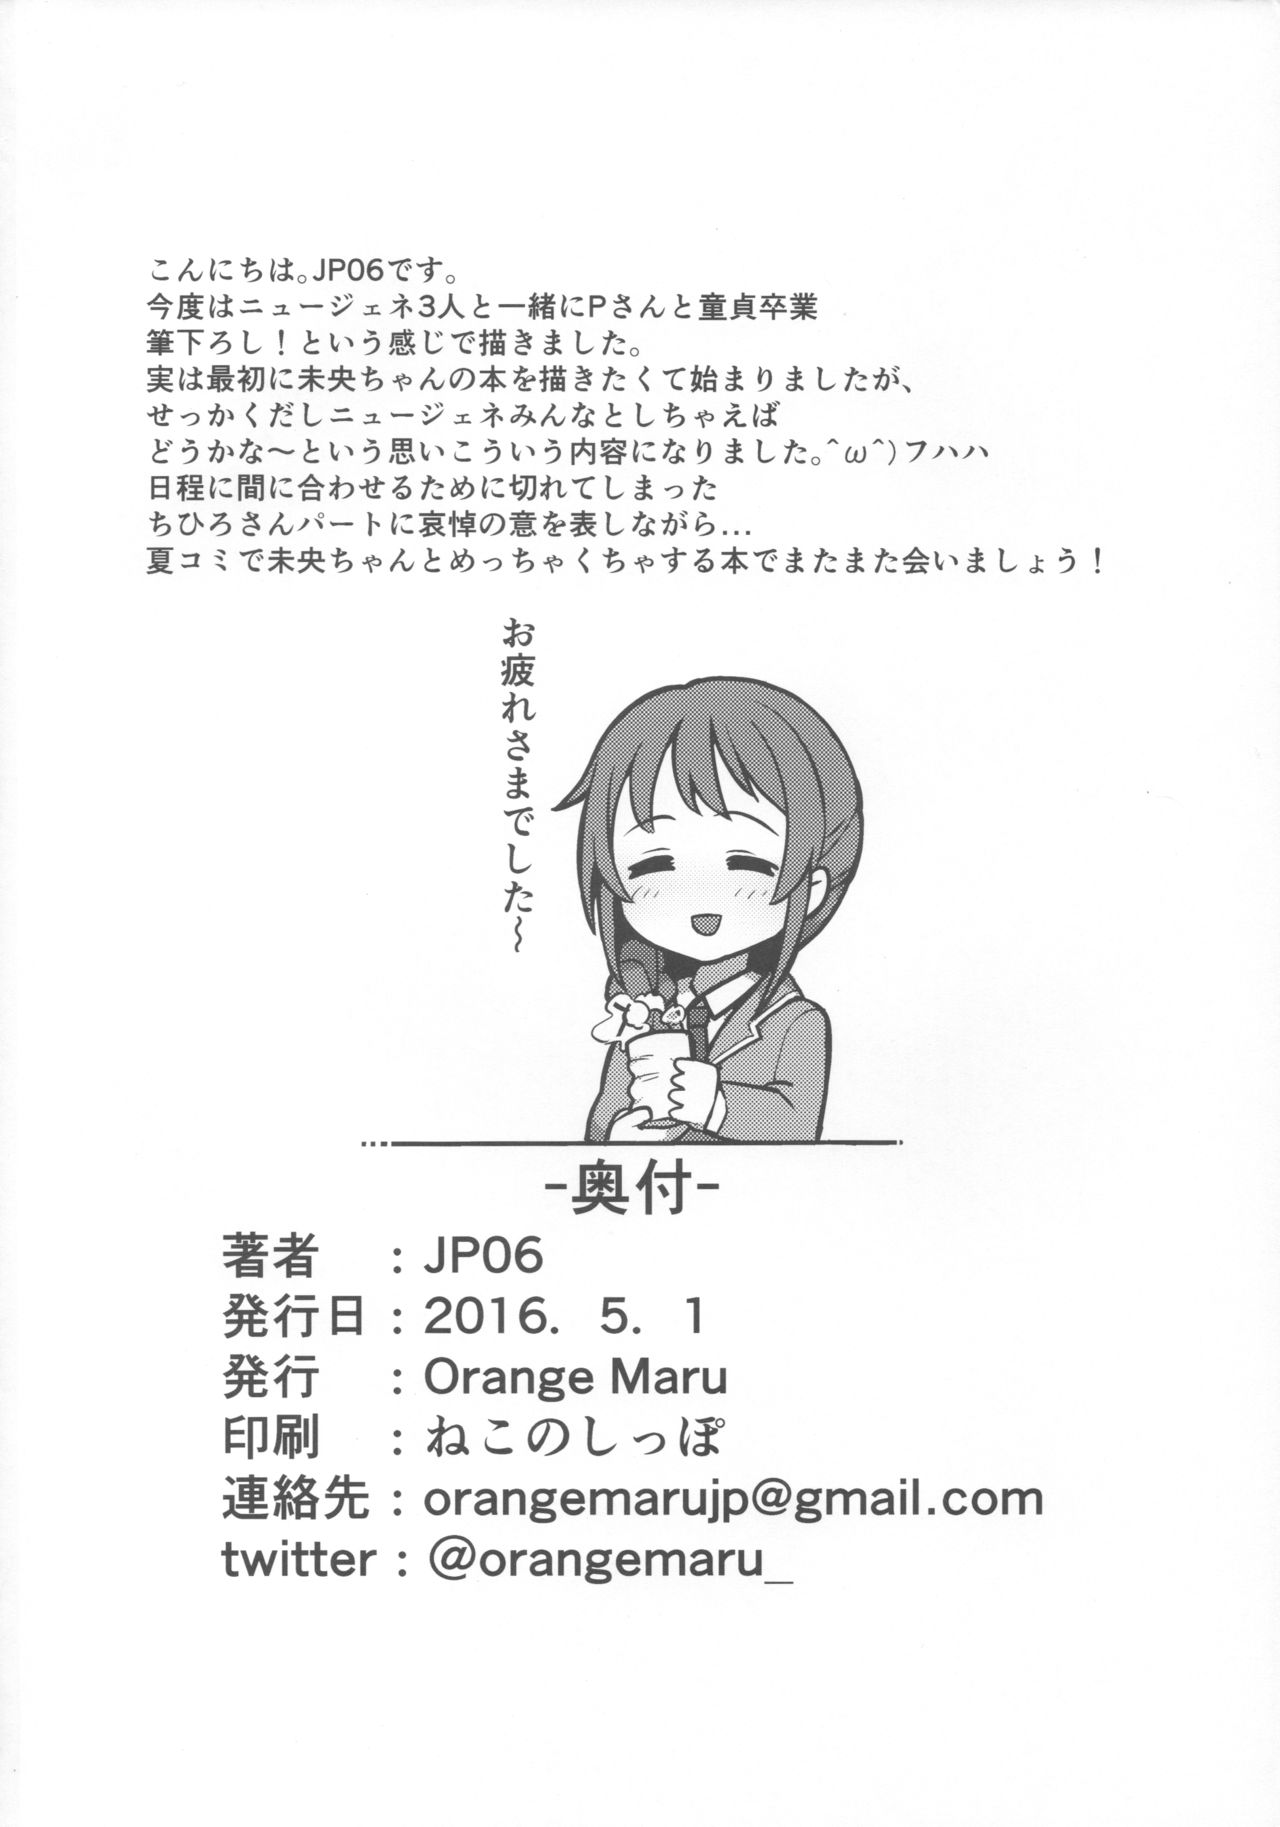 こんにちは。JP06です。
今度はニュージェネ3人と一緒にPさんと童貞卒業
筆下ろし!という感じで描きました。
実は最初に未央ちゃんの本を描きたくて始まりましたが、
せっかくだしニュージェネみんなとしちゃえば
どうかな〜という思いこういう内容になりました。^ω^)フハハ
日程に間に合わせるために切れてしまった
ちひろさんパートに哀悼の意を表しながら...
夏コミで未央ちゃんとめっちゃくちゃする本でまたまた会いましょう!
お疲れさまでした〜
-奥付-
著者 : JP06
発行日 : 2016. 5. 1
発行 : Orange Maru
印刷 : ねこのしっぽ
連絡先 : orangemarujp@gmail.com
twitter : @orangemaru_